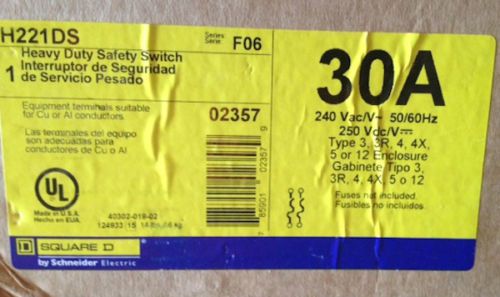 H221DS
Series
Serie
F06
Heavy Duty Safety Switch
1 Interruptor de Seguridad
de Servicio Pesado
Equipment terminals suitable
for Cu or Al conductors.
02357
Las terminales del equipo
son adecuadas para
conductores de Cu o Al
UL
Made in U.S.A.
Hecho en EUA.
40302-019-02
30A
240 Vac/V~ 50/60Hz
250 Vdc/V⎓
Type 3, 3R, 4, 4X,
5 or 12 Enclosure
Gabinete Tipo 3,
3R, 4, 4X, 5 o 12
Fuses not included.
Fusibles no incluidos.
SQUARE D
by Schneider Electric